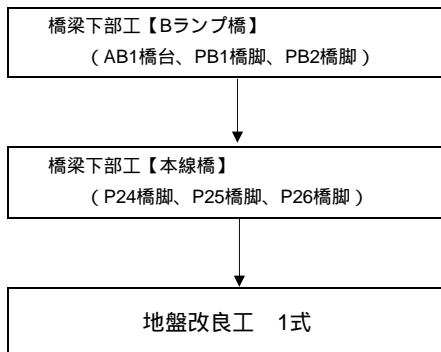 橋梁下部工【Bランプ橋】
（AB1橋台、PB1橋脚、PB2橋脚）
橋梁下部工【本線橋】
（P24橋脚、P25橋脚、P26橋脚）
地盤改良工　1式